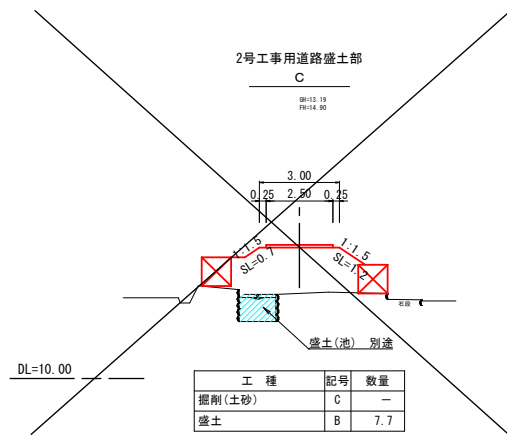 2号工事用道路盛土部
C
GH=13.19
FH=14.90
3.00
0.25 2.50 0.25
1:1.5 1:1.5
SL=0.7 SL=1.2
石段
盛土(池) 別途
DL=10.00
工種 記号 数量
掘削(土砂) C －
盛土 B 7.7